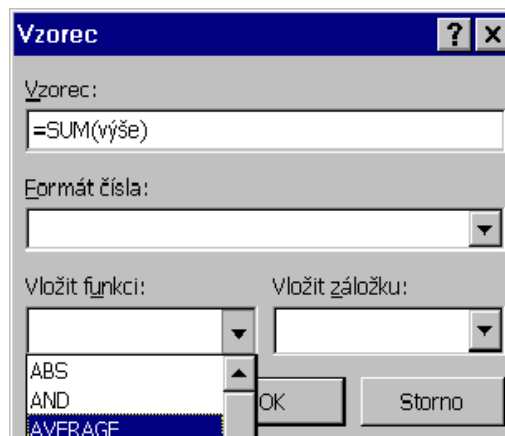 Vzorec
Vzorec:
=SUM(výše)
Formát čísla:
Vložit funkci: Vložit záložku:
ABS
AND OK Storno
AVERAGE